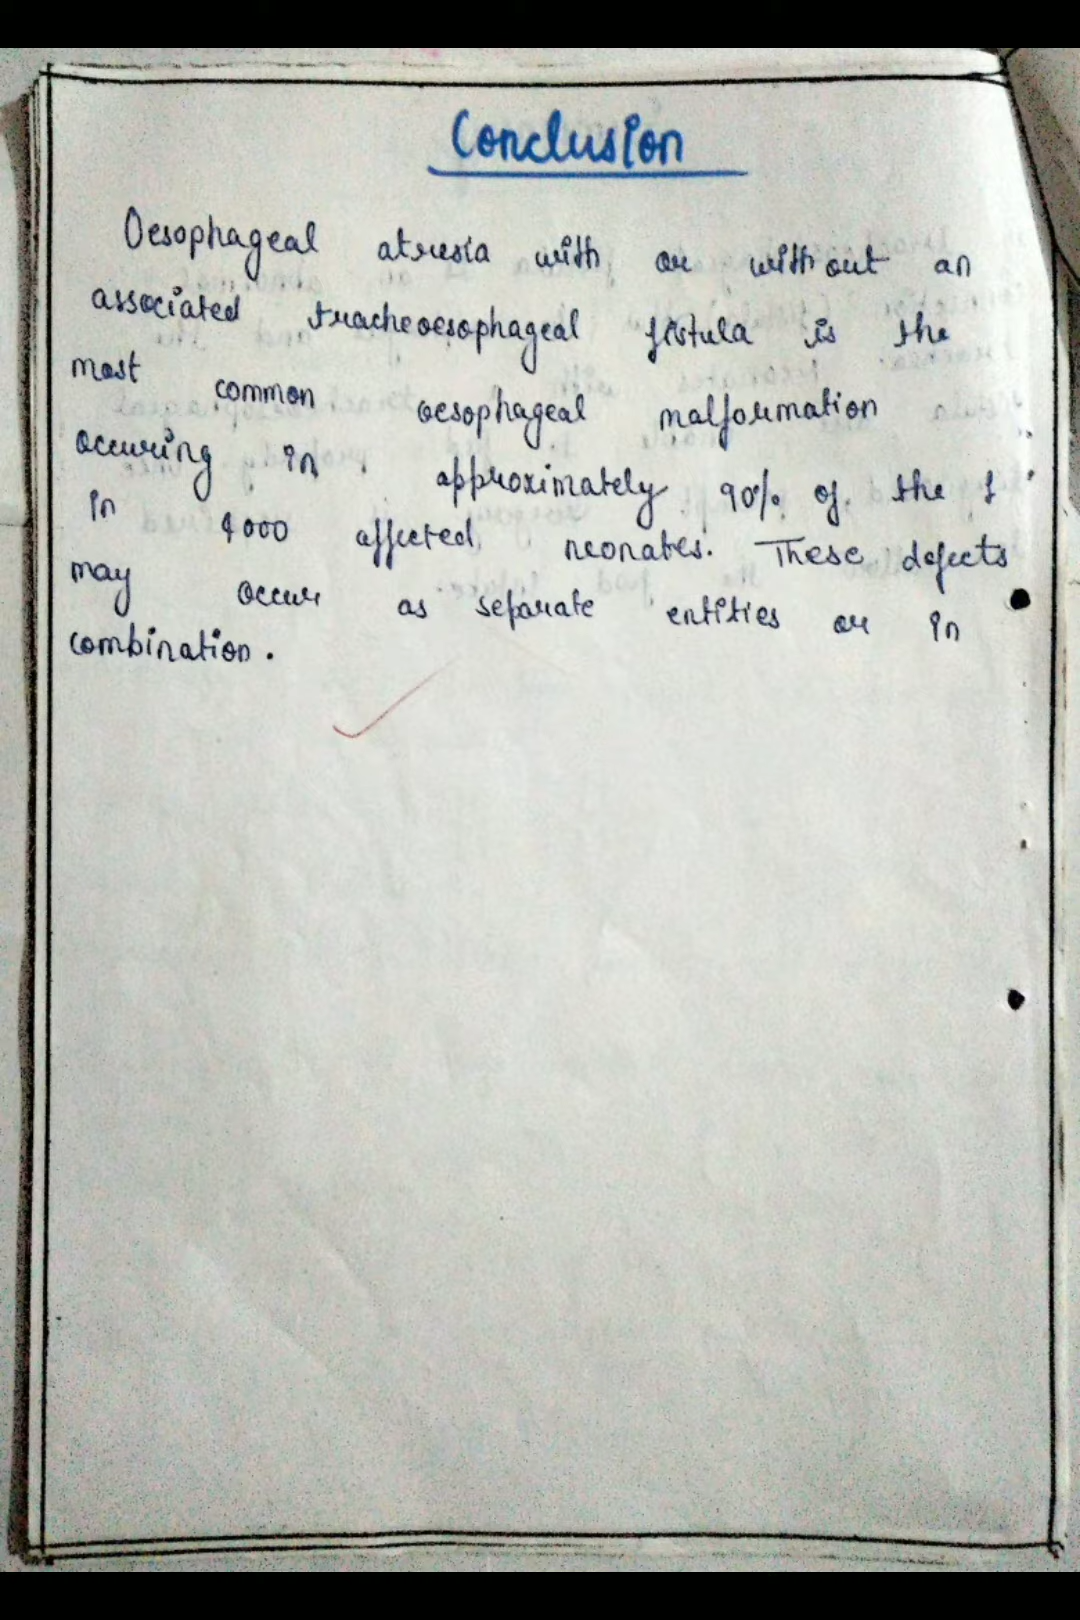 Conclusion
Oesophageal atresia with or without an
associated tracheoesophageal fistula is the
most common oesophageal malformation
occuring in approximately 90% of the 1
in 4000 affected neonates. These defects
may occur as separate entities or in
combination.